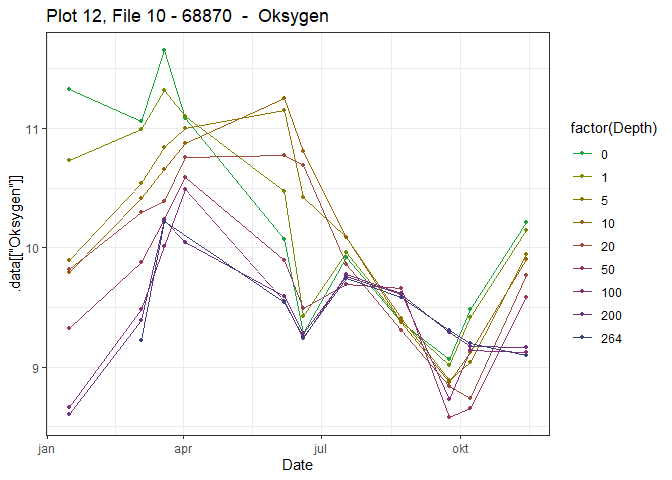 Plot 12, File 10 - 68870  -  Oksygen
.data[["Oksygen"]]
11
10
9
jan
apr
jul
okt
Date
factor(Depth)
0
1
5
10
20
50
100
200
264